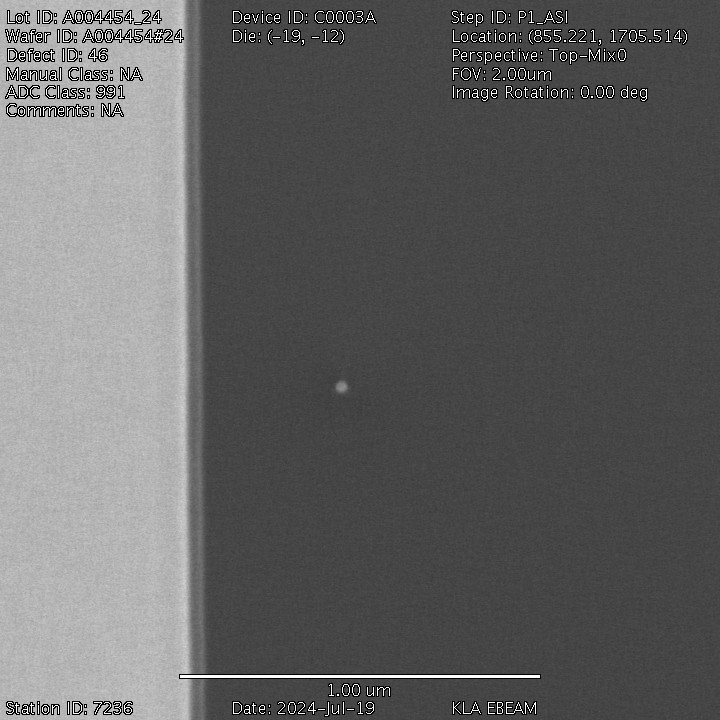 Lot ID: A004454_24 Device ID: C0003A Step ID: P1_ASI
Wafer ID: A004454#24 Die: (-19, -12) Location: (855.221, 1705.514)
Defect ID: 46 Perspective: Top-Mix0
Manual Class: NA FOV: 2.00um
ADC Class: 991 Image Rotation: 0.00 deg
Comments: NA
1.00 um
Station ID: 7236 Date: 2024-Jul-19 KLA EBEAM